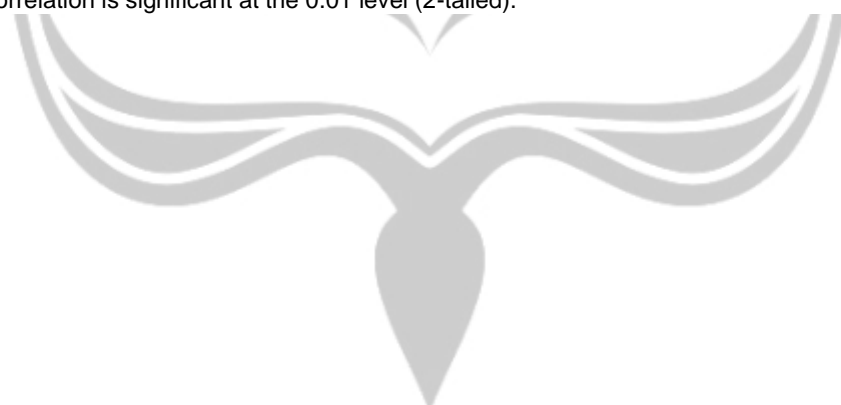 orrelation is significant at the 0.01 level (2-tailed).